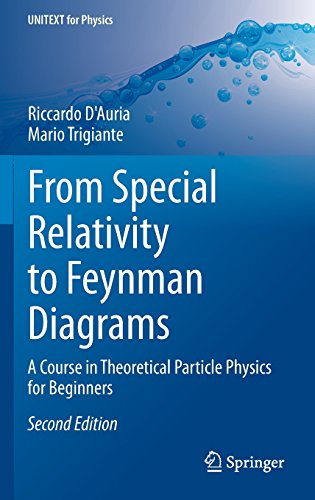 UNITEXT for Physics
Riccardo D'Auria
Mario Trigiante
From Special
Relativity
to Feynman
Diagrams
A Course in Theoretical Particle Physics
for Beginners
Second Edition
Springer